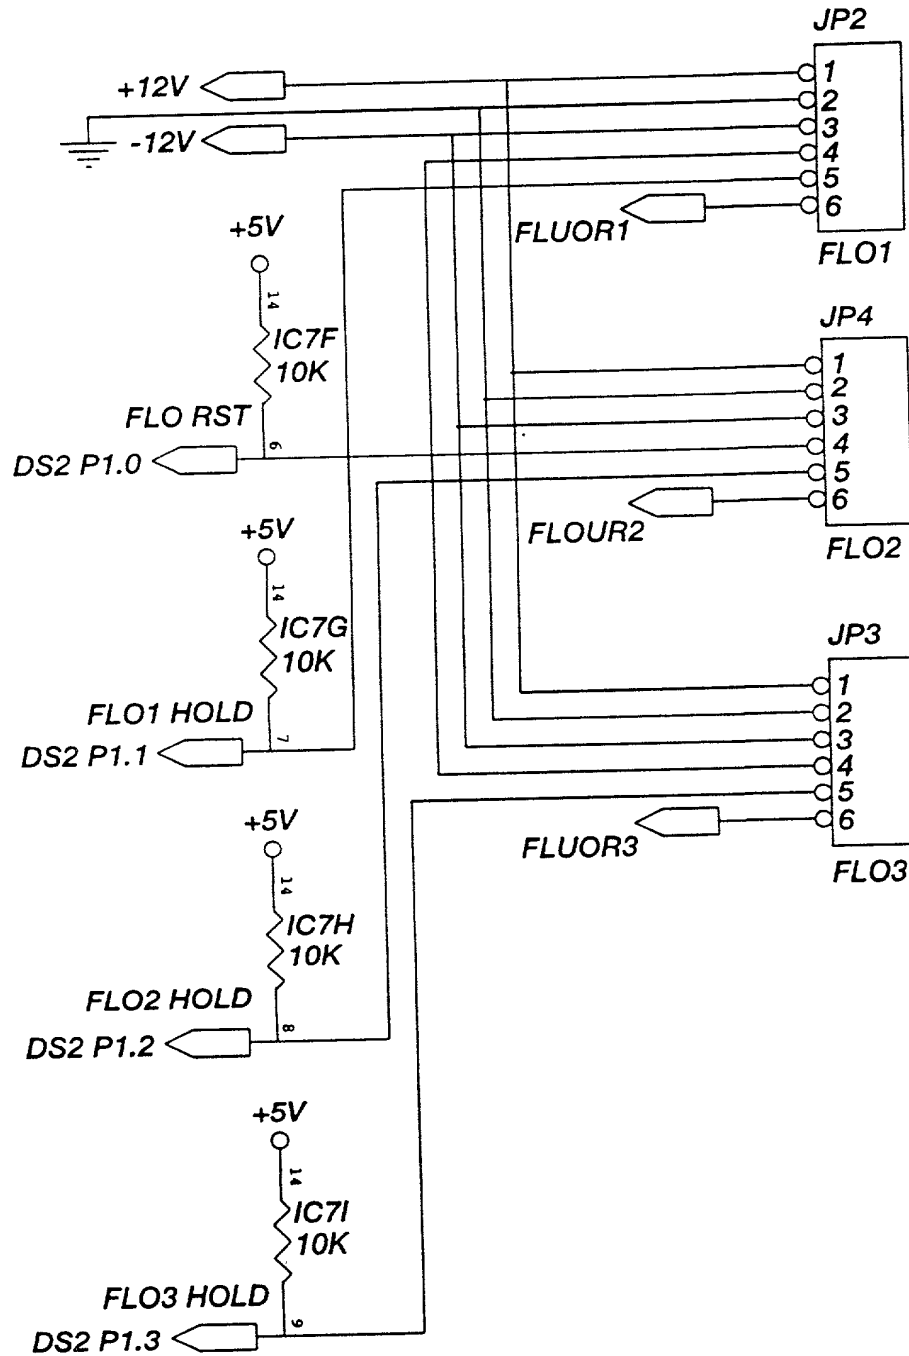 JP2
+12V
1
2
-12V
3
4
5
6
FLUOR1
FLO1
+5V
14
IC7F
10K
FLO RST
6
DS2 P1.0
JP4
1
2
3
4
5
6
FLOUR2
FLO2
+5V
14
IC7G
10K
FLO1 HOLD
7
DS2 P1.1
JP3
1
2
3
4
5
6
FLUOR3
FLO3
+5V
14
IC7H
10K
FLO2 HOLD
8
DS2 P1.2
+5V
14
IC7I
10K
FLO3 HOLD
9
DS2 P1.3